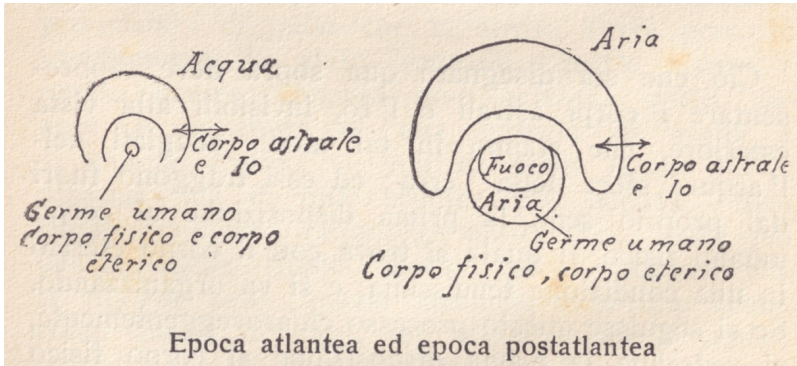 Acqua
Corpo astrale
e Io
Germe umano
Corpo fisico e corpo
eterico
Aria
Fuoco
Aria
Corpo astrale
e Io
Germe umano
Corpo fisico, corpo eterico
Epoca atlantea ed epoca postatlantea